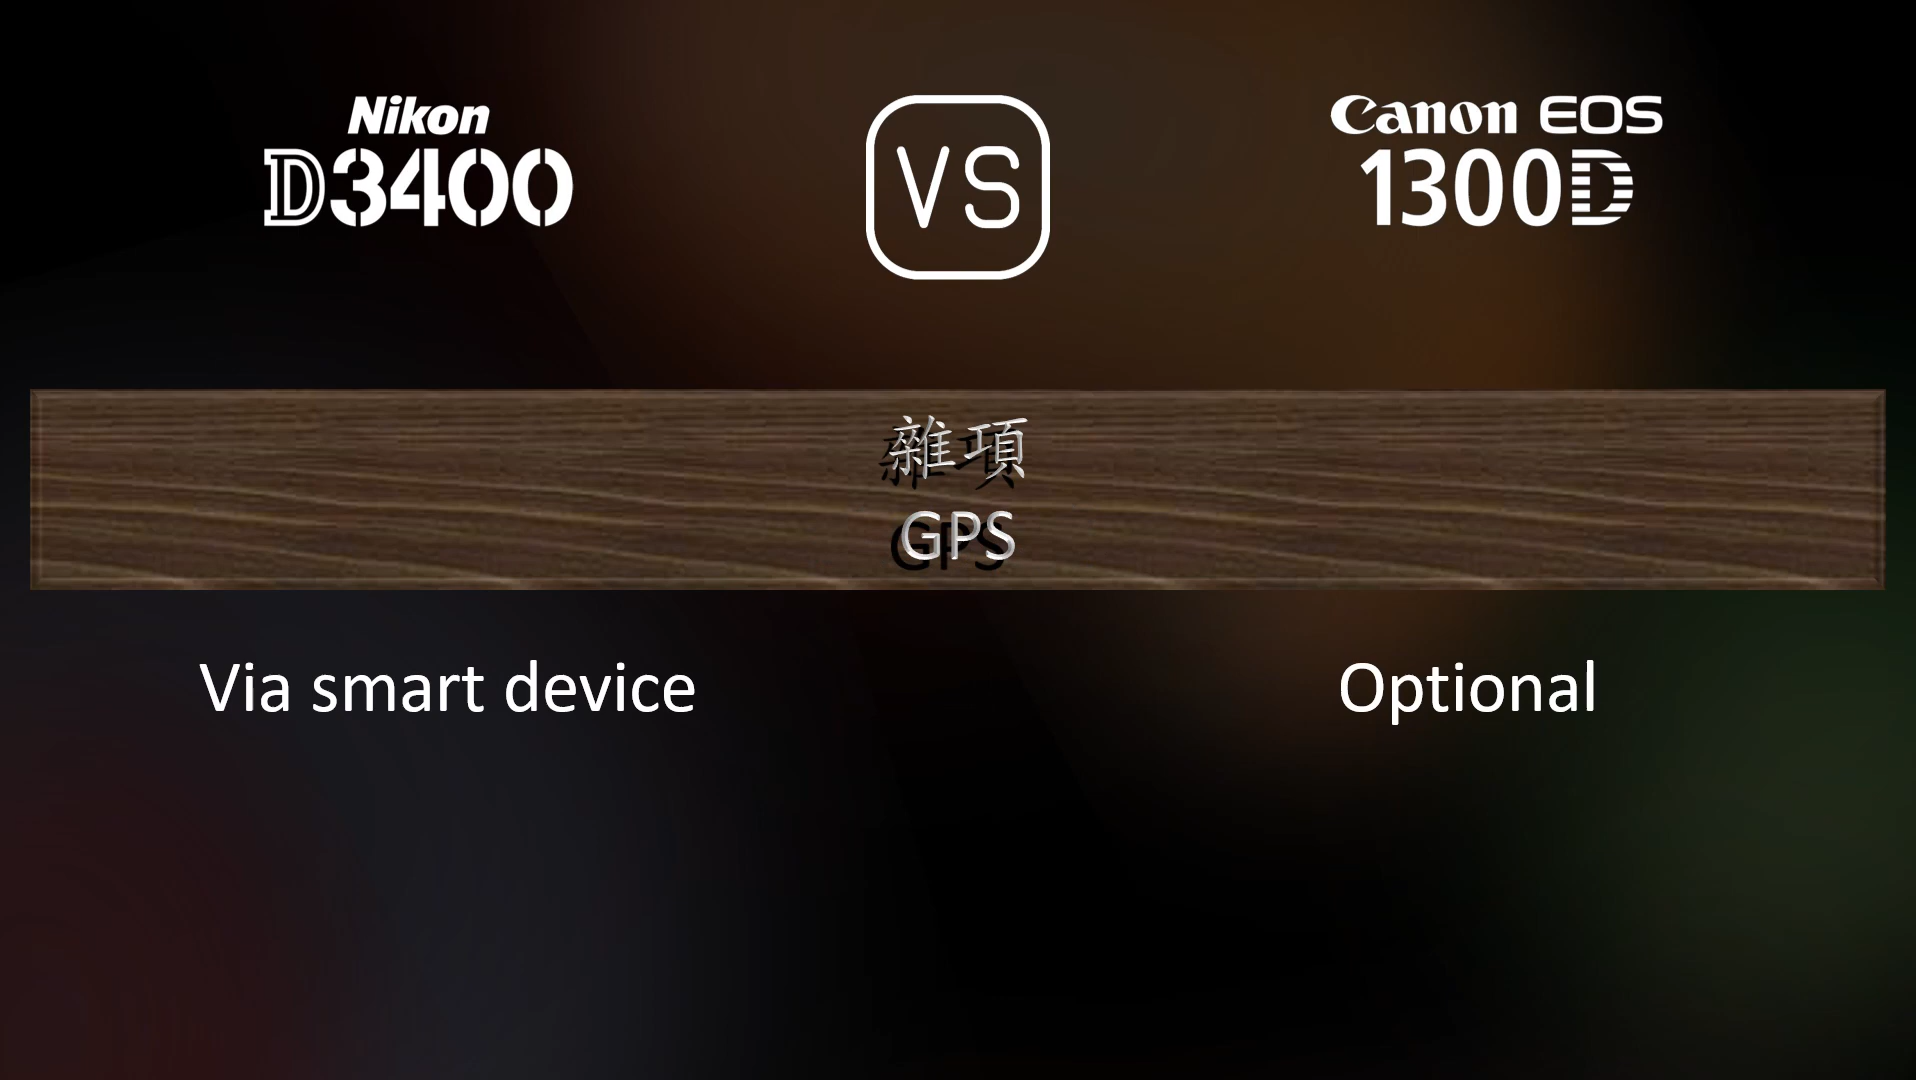 Nikon
D3400
VS
Canon EOS
1300D
雜項
GPS
Via smart device
Optional